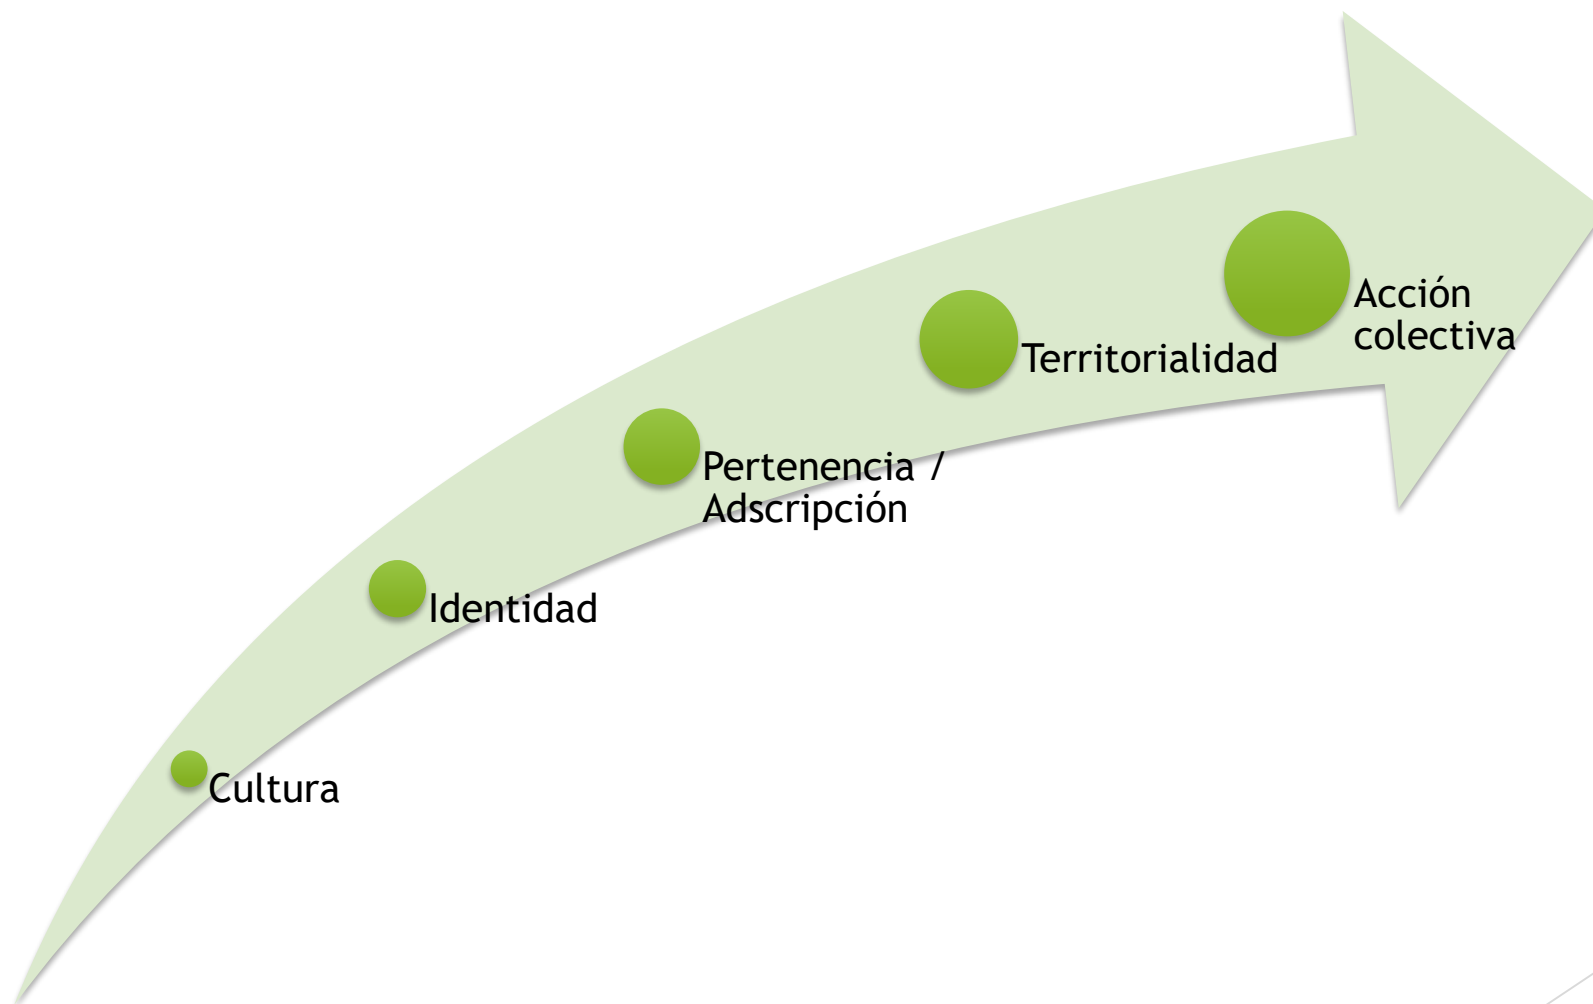 Cultura
Identidad
Pertenencia /
Adscripción
Territorialidad
Acción
colectiva